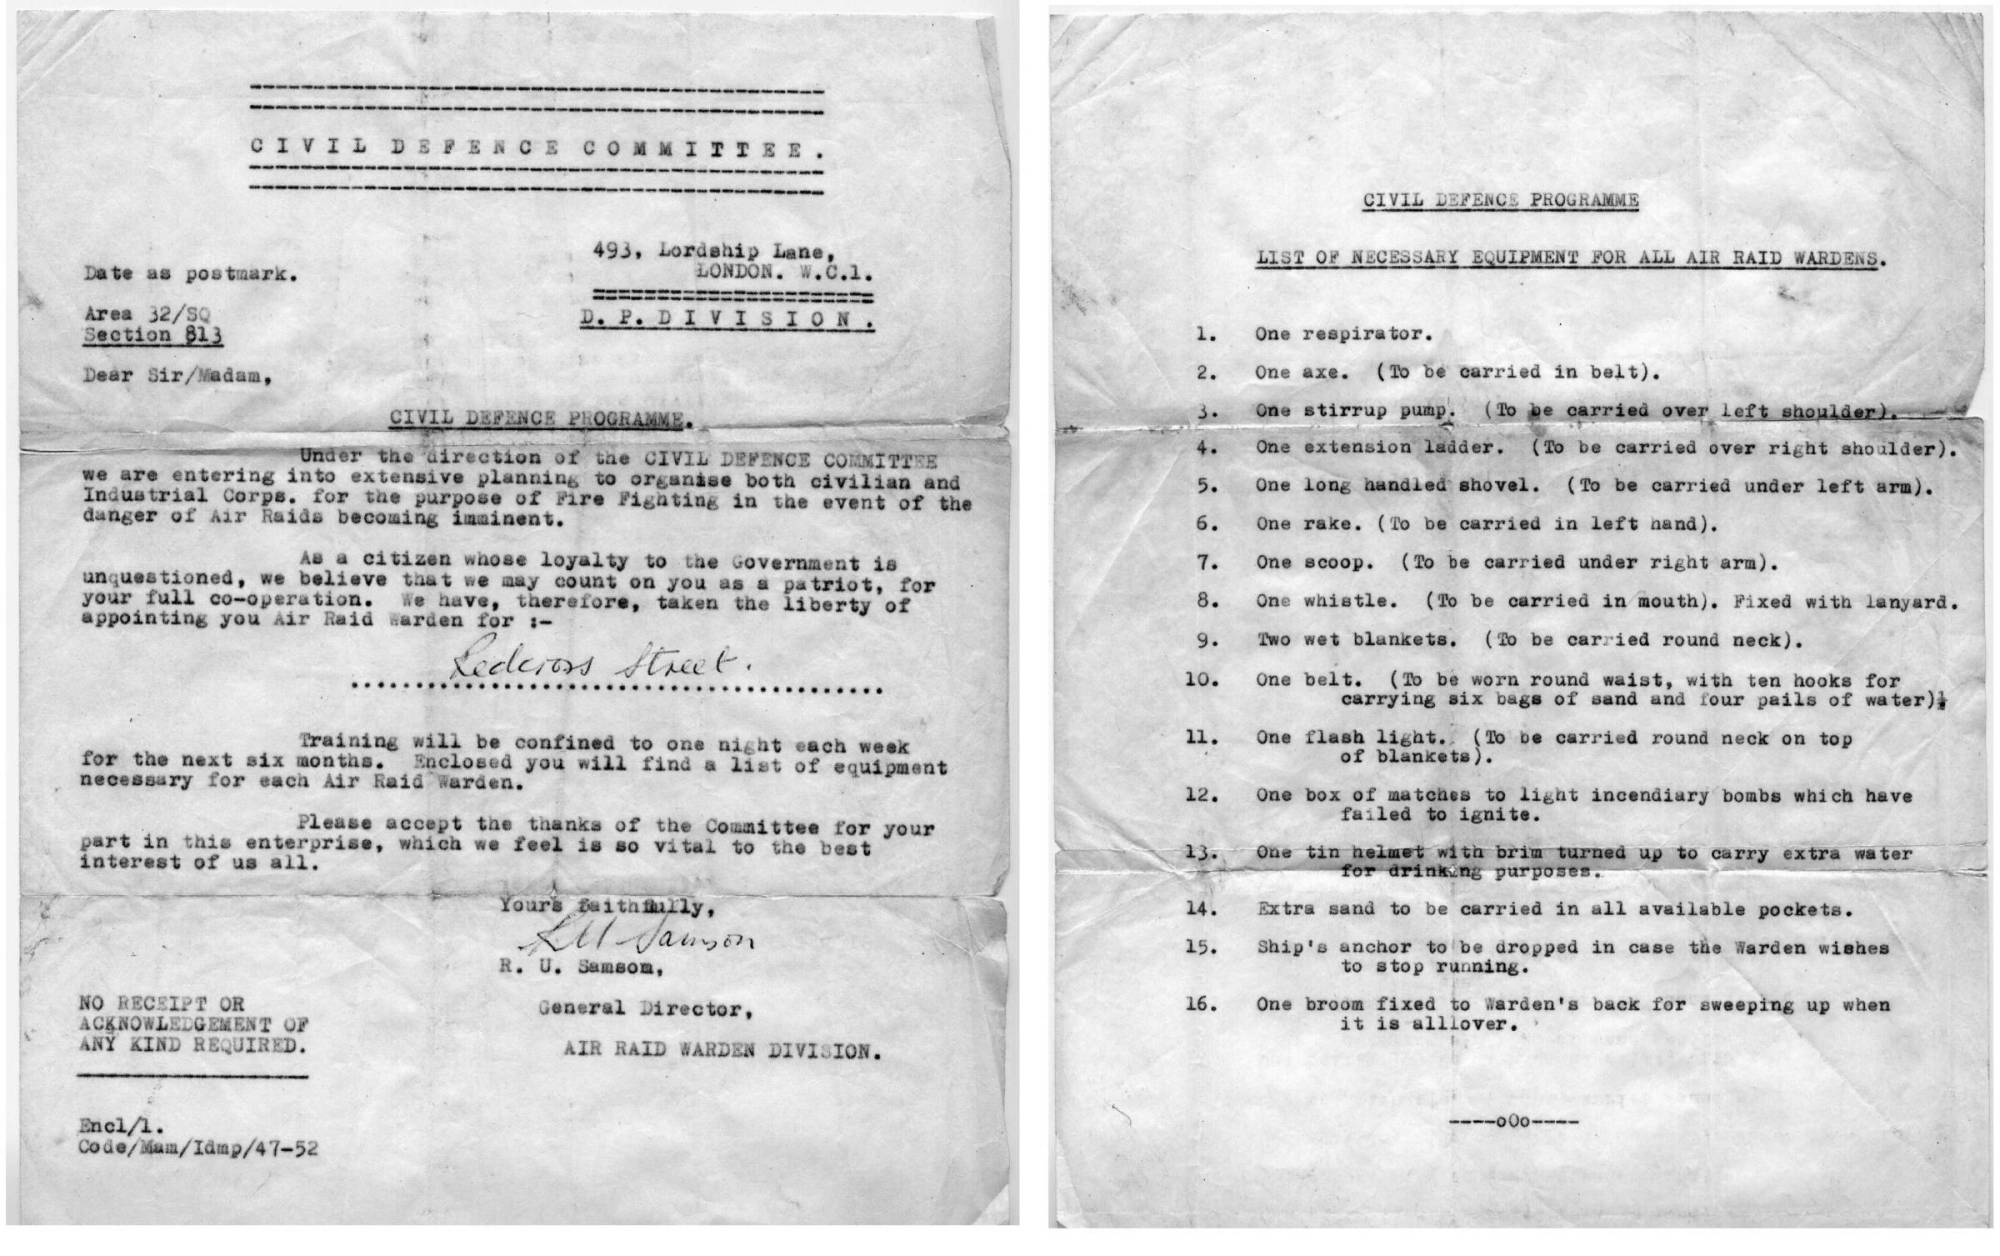 CIVIL DEFENCE COMMITTEE.
493, Lordship Lane,
LONDON. W.C.1.
Date as postmark.
D. P. DIVISION.
Area 32/SQ
Section 813
Dear Sir/Madam,
CIVIL DEFENCE PROGRAMME.
Under the direction of the CIVIL DEFENCE COMMITTEE
we are entering into extensive planning to organise both civilian and
Industrial Corps. for the purpose of Fire Fighting in the event of the
danger of Air Raids becoming imminent.
As a citizen whose loyalty to the Government is
unquestioned, we believe that we may count on you as a patriot, for
your full co-operation. We have, therefore, taken the liberty of
appointing you Air Raid Warden for :-
Redcross Street.
Training will be confined to one night each week
for the next six months. Enclosed you will find a list of equipment
necessary for each Air Raid Warden.
Please accept the thanks of the Committee for your
part in this enterprise, which we feel is so vital to the best
interest of us all.
Yours faithfully,
R U Samson
R. U. Samsom,
General Director,
AIR RAID WARDEN DIVISION.
NO RECEIPT OR
ACKNOWLEDGEMENT OF
ANY KIND REQUIRED.
Encl/1.
Code/Mam/Idmp/47-52
CIVIL DEFENCE PROGRAMME
LIST OF NECESSARY EQUIPMENT FOR ALL AIR RAID WARDENS.
1. One respirator.
2. One axe. (To be carried in belt).
3. One stirrup pump. (To be carried over left shoulder).
4. One extension ladder. (To be carried over right shoulder).
5. One long handled shovel. (To be carried under left arm).
6. One rake. (To be carried in left hand).
7. One scoop. (To be carried under right arm).
8. One whistle. (To be carried in mouth). Fixed with lanyard.
9. Two wet blankets. (To be carried round neck).
10. One belt. (To be worn round waist, with ten hooks for
carrying six bags of sand and four pails of water).
11. One flash light. (To be carried round neck on top
of blankets).
12. One box of matches to light incendiary bombs which have
failed to ignite.
13. One tin helmet with brim turned up to carry extra water
for drinking purposes.
14. Extra sand to be carried in all available pockets.
15. Ship's anchor to be dropped in case the Warden wishes
to stop running.
16. One broom fixed to Warden's back for sweeping up when
it is alllover.
----oOo----